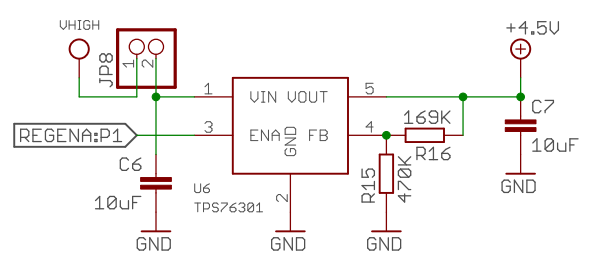 VHIGH
JP8
1
2
+4.5V
1
VIN VOUT
5
C7
10uF
GND
REGENA:P1
3
ENA GND FB
4
169K
R16
C6
10uF
GND
U6
TPS76301
2
GND
R15
470K
GND